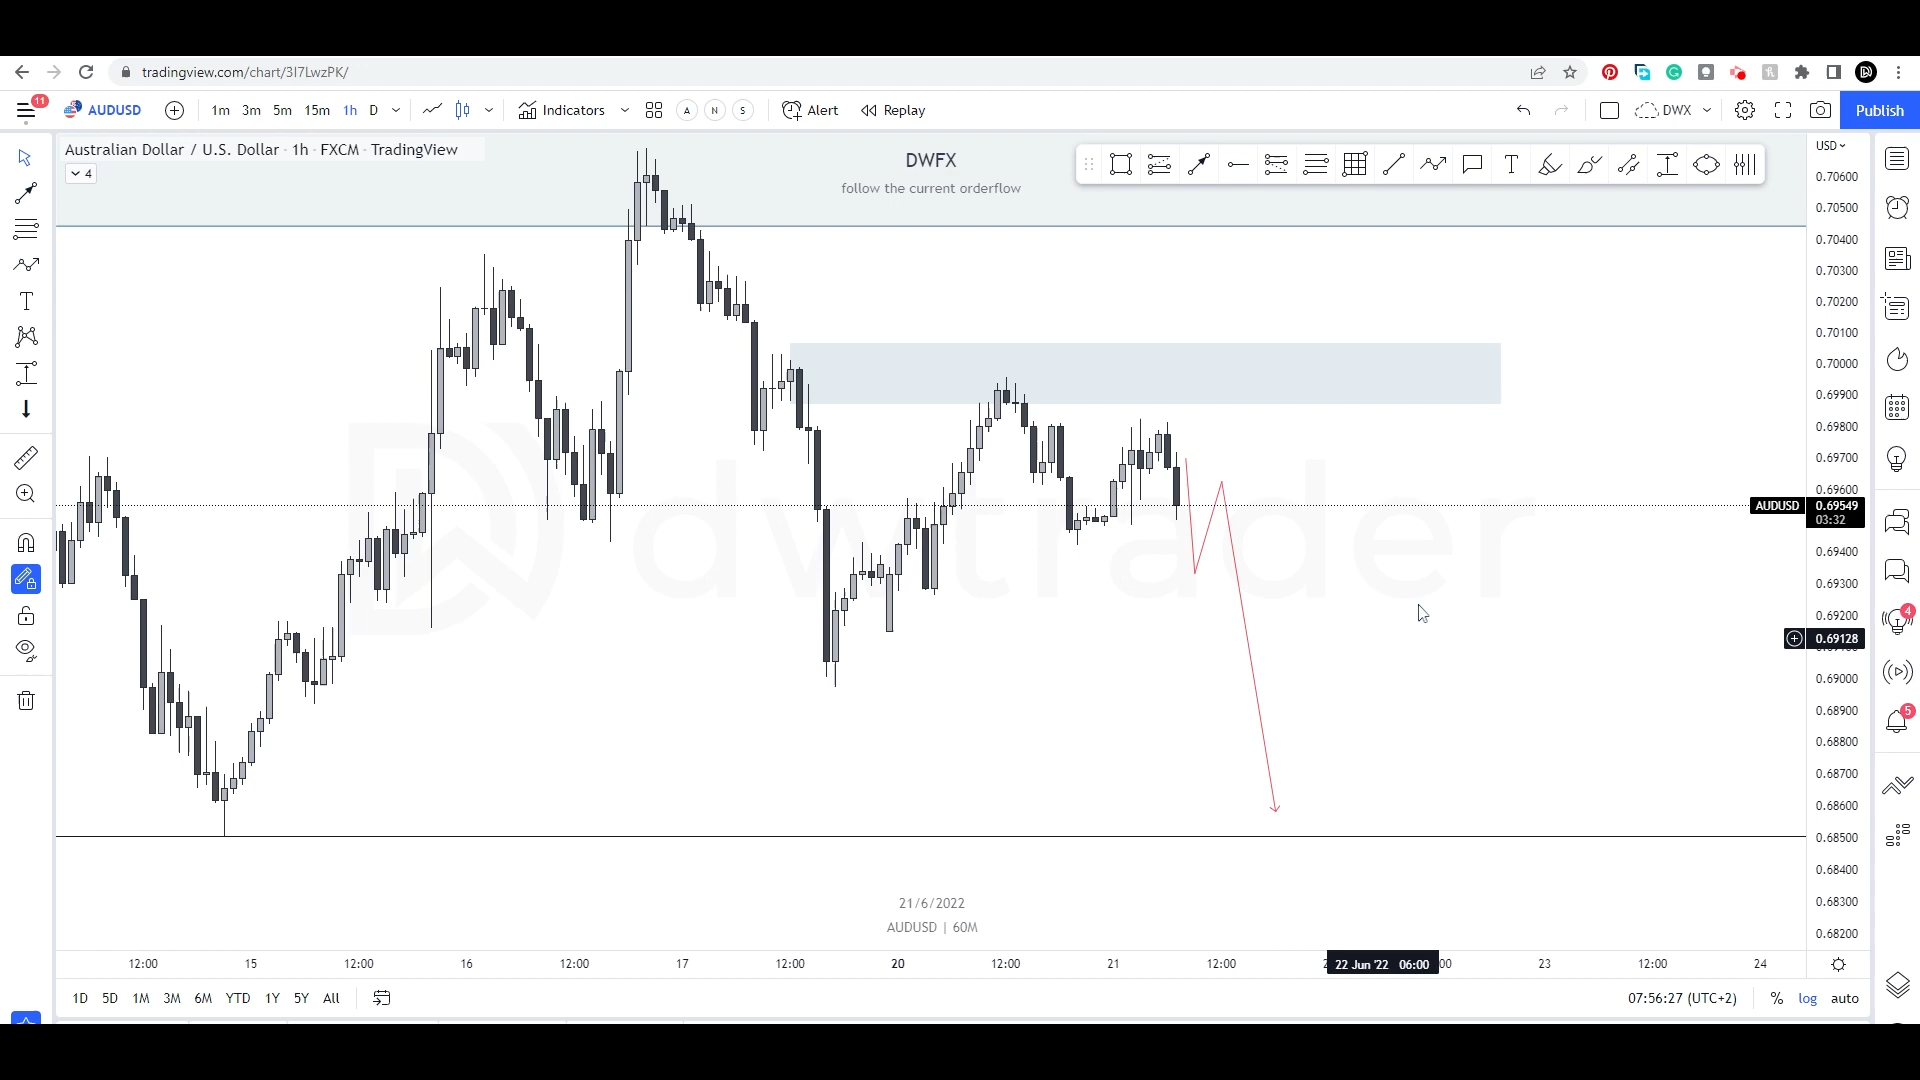 tradingview.com/chart/3I7LwzPK/
11
AUDUSD
1m 3m 5m 15m 1h D
Indicators
A N S
Alert
Replay
DWX
Publish
Australian Dollar / U.S. Dollar · 1h · FXCM · TradingView
4
DWFX
follow the current orderflow
USD
0.70600
0.70500
0.70400
0.70300
0.70200
0.70100
0.70000
0.69900
0.69800
0.69700
0.69600
AUDUSD 0.69549
03:32
0.69400
0.69300
0.69200
0.69128
0.69000
0.68900
0.68800
0.68700
0.68600
0.68500
0.68400
0.68300
0.68200
4
5
dwtrader
21/6/2022
AUDUSD | 60M
12:00 15 12:00 16 12:00 17 12:00 20 12:00 21 12:00 22 Jun '22 06:00 23 12:00 24
1D 5D 1M 3M 6M YTD 1Y 5Y All
07:56:27 (UTC+2) % log auto